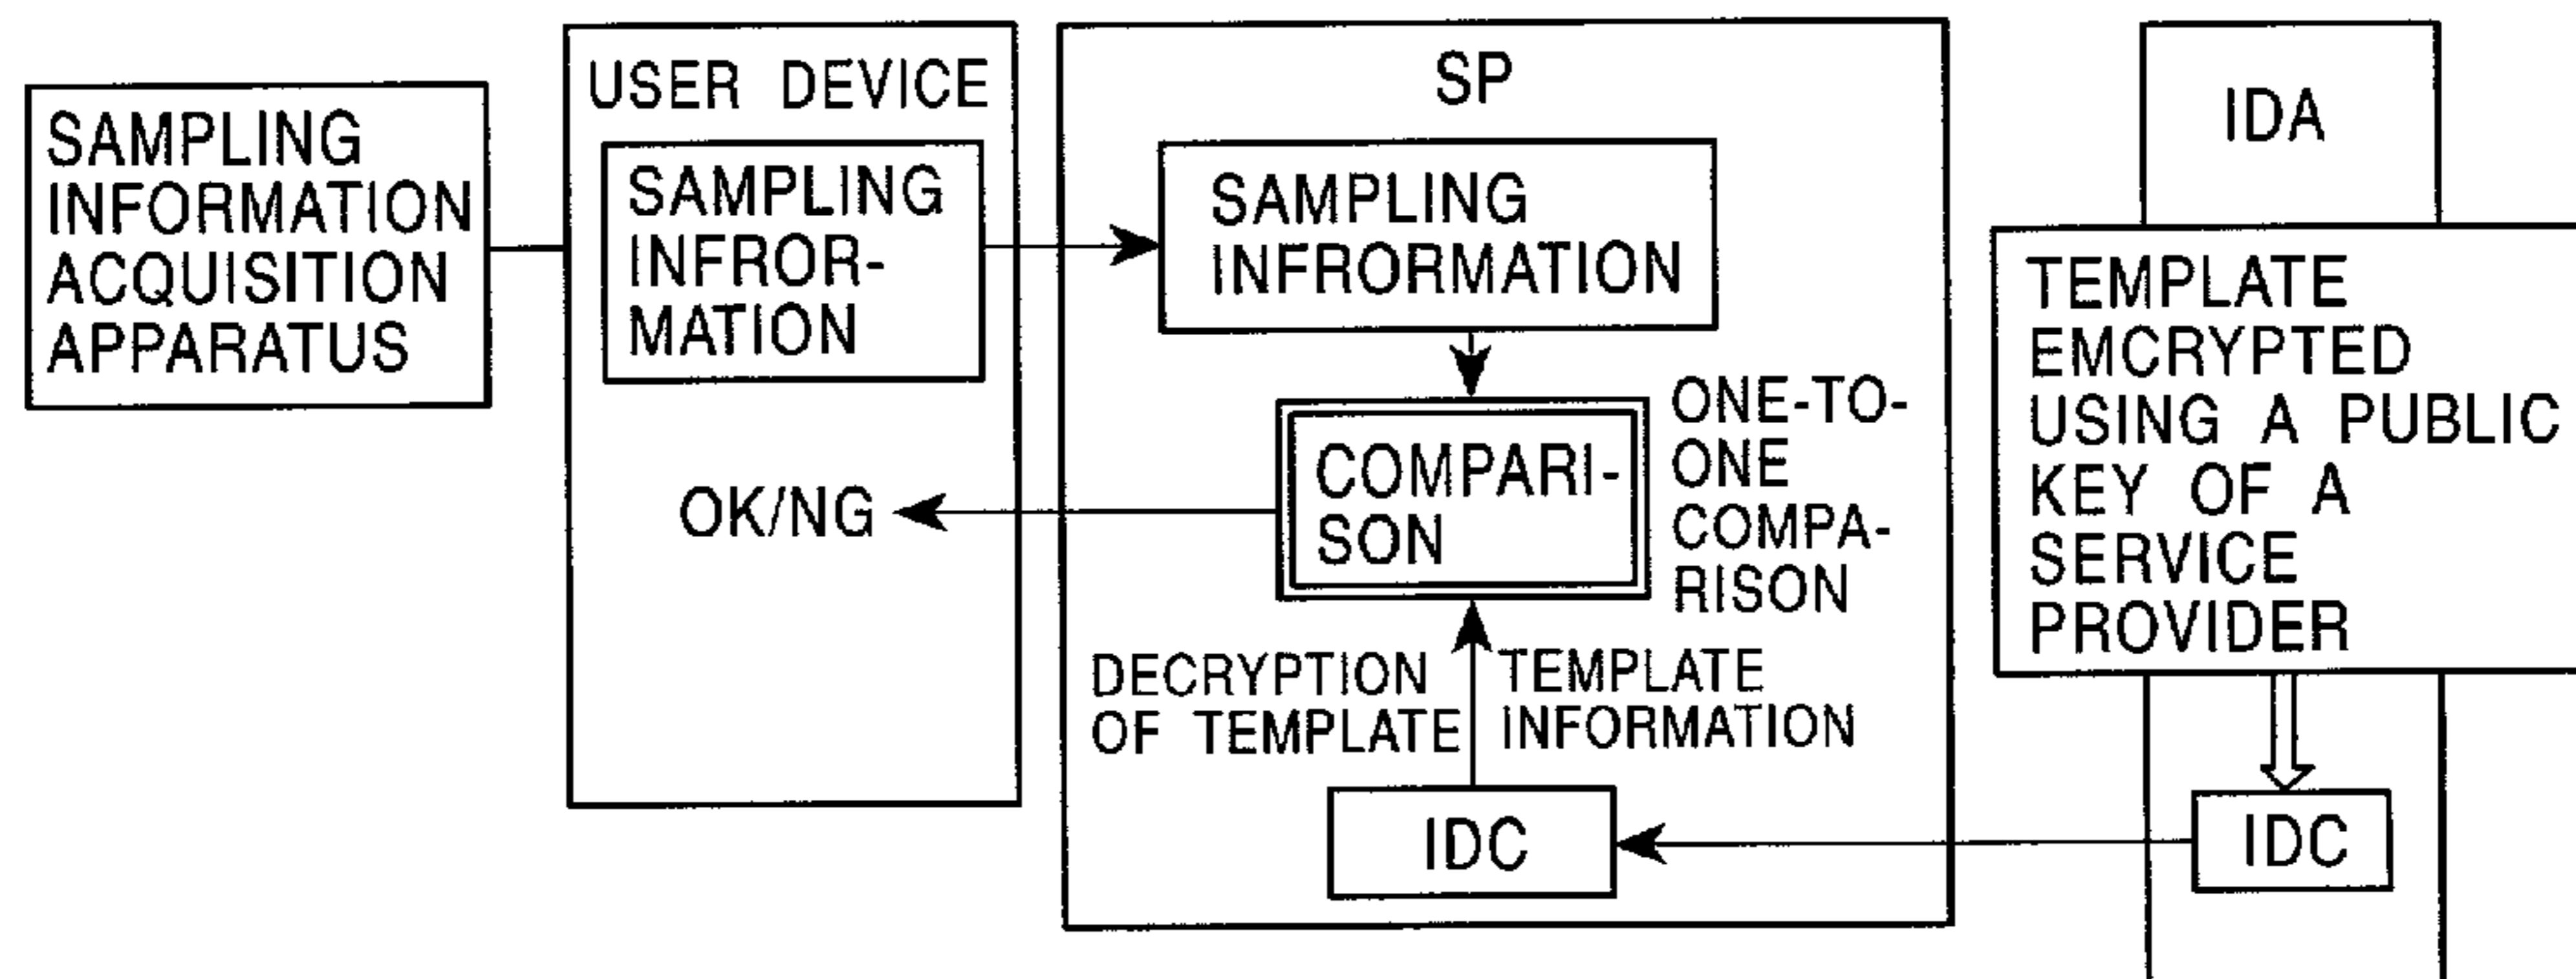 SAMPLING
INFORMATION
ACQUISITION
APPARATUS
USER DEVICE
SAMPLING
INFROR-
MATION
OK/NG
SP
SAMPLING
INFRORMATION
COMPARI-
SON
ONE-TO-
ONE
COMPA-
RISON
DECRYPTION
OF TEMPLATE
TEMPLATE
INFORMATION
IDC
IDA
TEMPLATE
EMCRYPTED
USING A PUBLIC
KEY OF A
SERVICE
PROVIDER
IDC